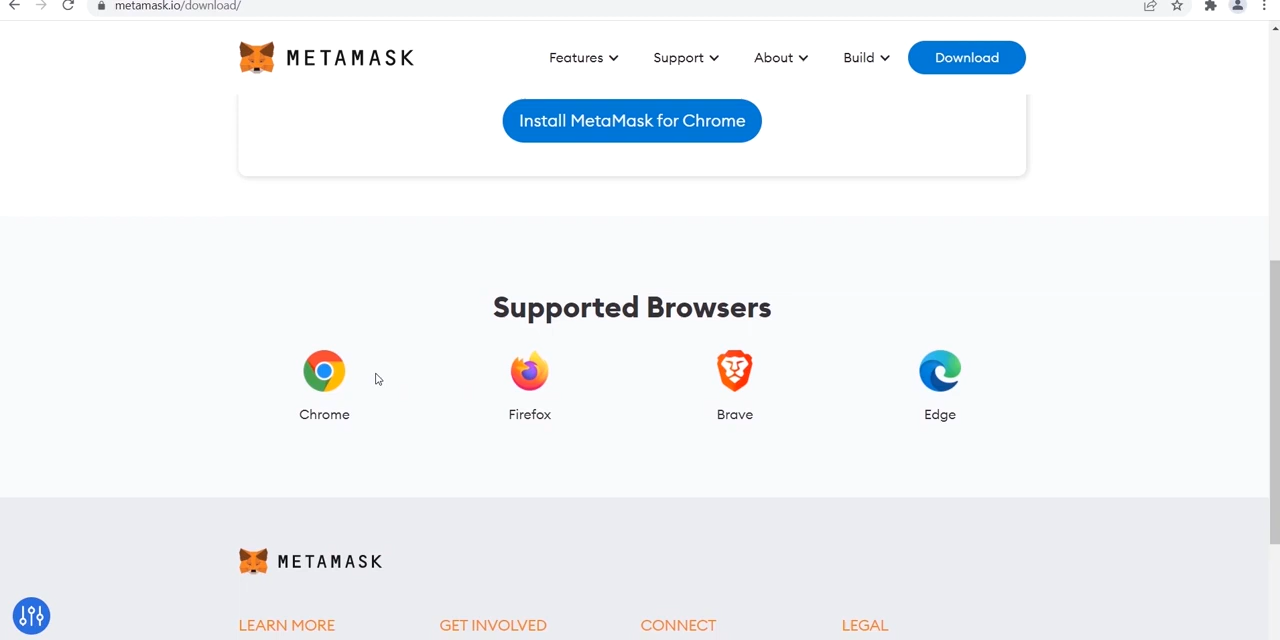 metamask.io/download/
METAMASK Features Support About Build Download
Install MetaMask for Chrome
Supported Browsers
Chrome Firefox Brave Edge
METAMASK
LEARN MORE GET INVOLVED CONNECT LEGAL